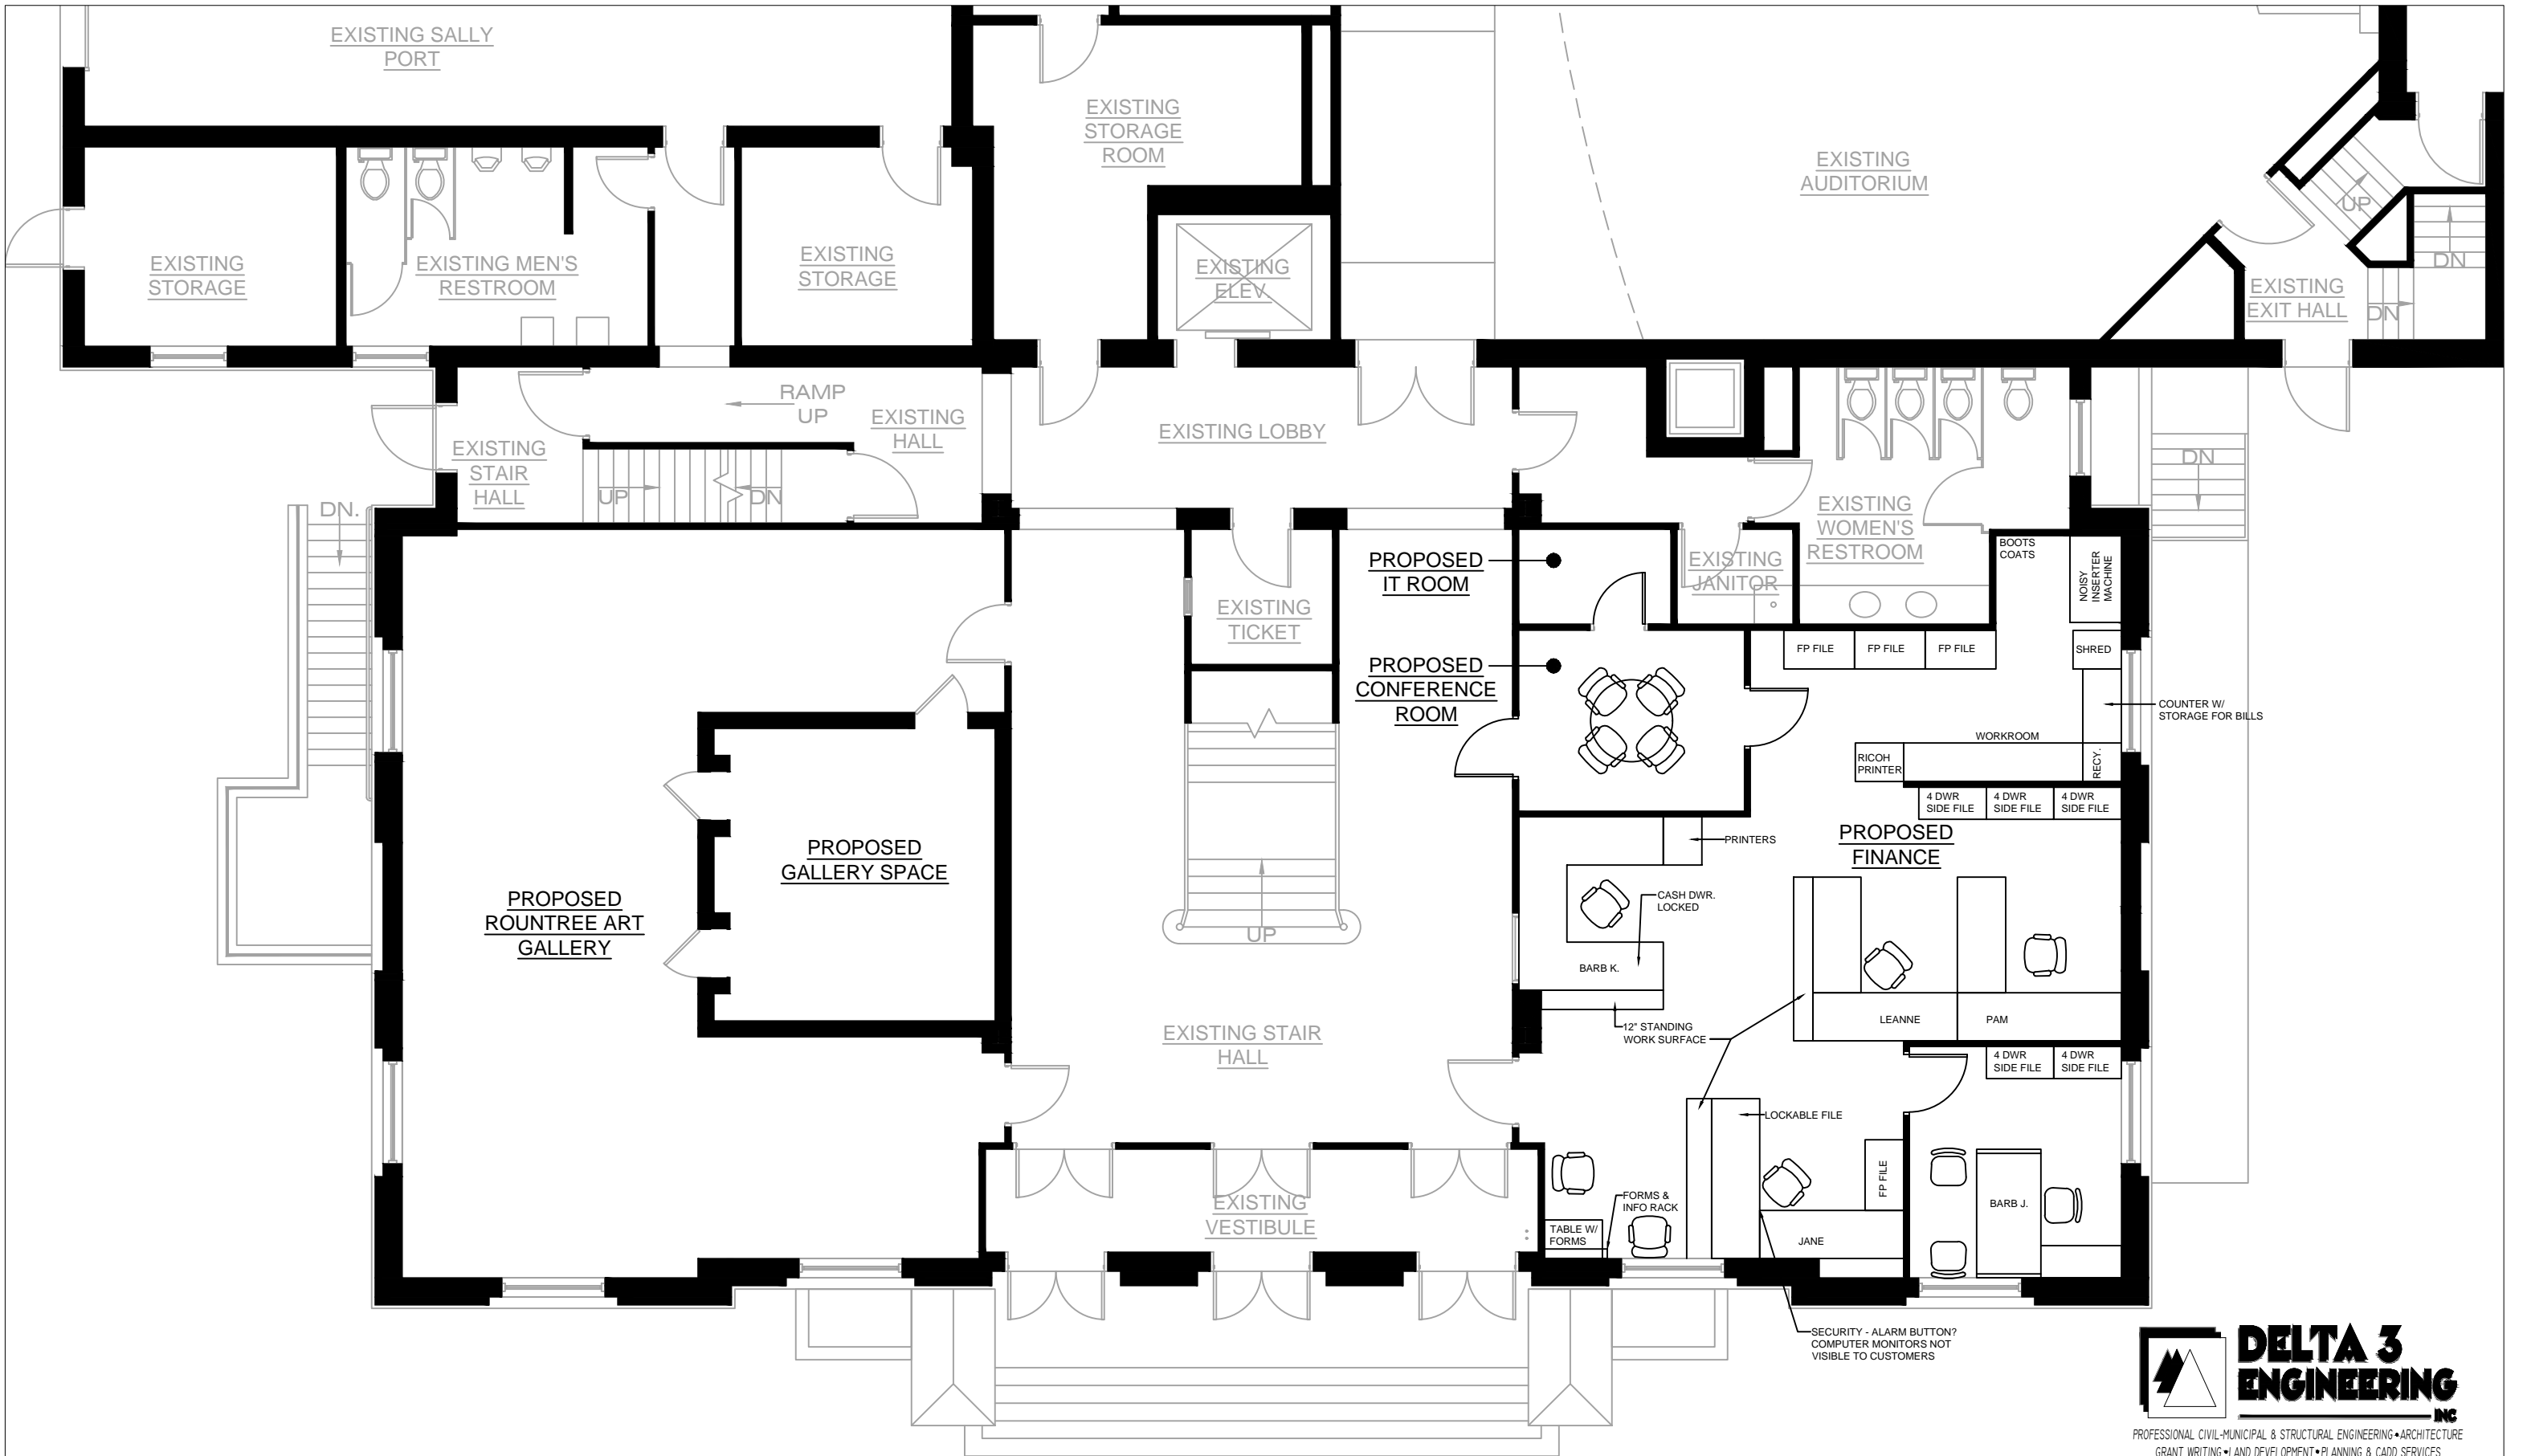 EXISTING SALLY
PORT
EXISTING
STORAGE
ROOM
EXISTING
AUDITORIUM
UP
DN
EXISTING
STORAGE
EXISTING MEN'S
RESTROOM
EXISTING
STORAGE
EXISTING
ELEV.
EXISTING
EXIT HALL
DN
RAMP
UP
EXISTING
HALL
EXISTING LOBBY
EXISTING
STAIR
HALL
UP
DN
DN.
EXISTING
WOMEN'S
RESTROOM
DN
PROPOSED
IT ROOM
EXISTING
JANITOR
BOOTS
COATS
NOISY
INSERTER
MACHINE
EXISTING
TICKET
PROPOSED
CONFERENCE
ROOM
FP FILE
FP FILE
FP FILE
SHRED
COUNTER W/
STORAGE FOR BILLS
WORKROOM
RICOH
PRINTER
RECY.
4 DWR
SIDE FILE
4 DWR
SIDE FILE
4 DWR
SIDE FILE
PROPOSED
FINANCE
PRINTERS
PROPOSED
GALLERY SPACE
PROPOSED
ROUNTREE ART
GALLERY
CASH DWR.
LOCKED
UP
BARB K.
12" STANDING
WORK SURFACE
LEANNE
PAM
EXISTING STAIR
HALL
4 DWR
SIDE FILE
4 DWR
SIDE FILE
LOCKABLE FILE
FP FILE
EXISTING
VESTIBULE
FORMS &
INFO RACK
TABLE W/
FORMS
JANE
BARB J.
SECURITY - ALARM BUTTON?
COMPUTER MONITORS NOT
VISIBLE TO CUSTOMERS
DELTA 3
ENGINEERING
INC
PROFESSIONAL CIVIL-MUNICIPAL & STRUCTURAL ENGINEERING•ARCHITECTURE
GRANT WRITING•LAND DEVELOPMENT•PLANNING & CADD SERVICES